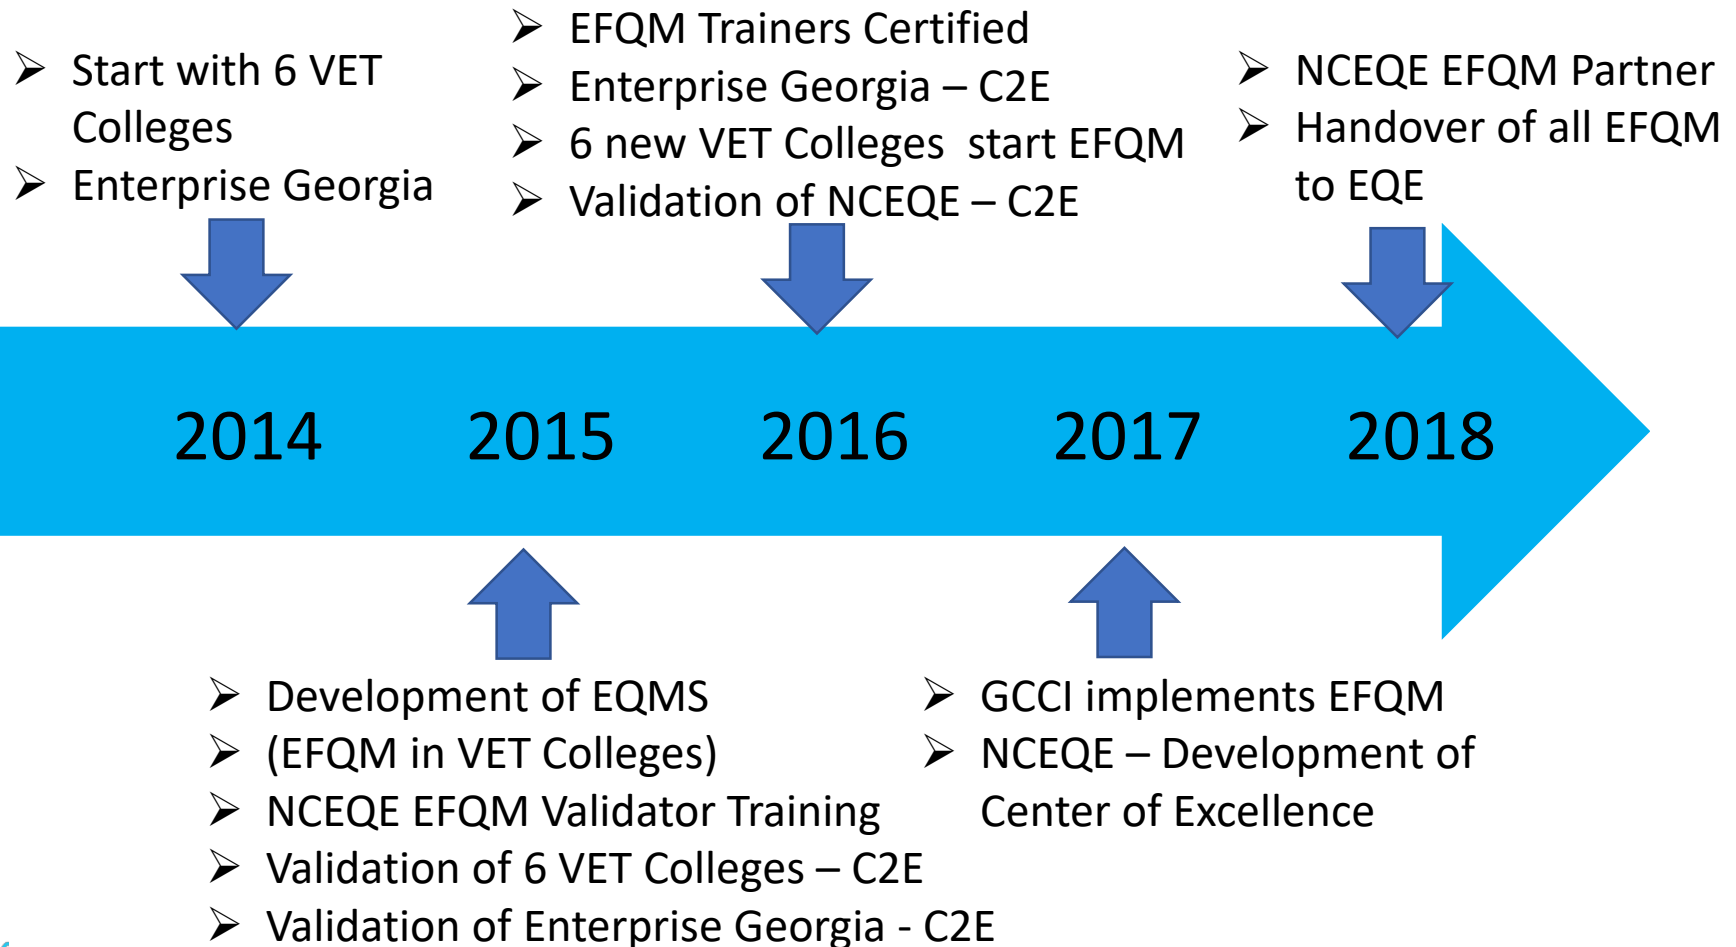 ➢ Start with 6 VET
Colleges
➢ Enterprise Georgia
➢ EFQM Trainers Certified
➢ Enterprise Georgia – C2E
➢ 6 new VET Colleges start EFQM
➢ Validation of NCEQE – C2E
➢ NCEQE EFQM Partner
➢ Handover of all EFQM
to EQE
2014 2015 2016 2017 2018
➢ Development of EQMS
➢ (EFQM in VET Colleges)
➢ NCEQE EFQM Validator Training
➢ Validation of 6 VET Colleges – C2E
➢ Validation of Enterprise Georgia - C2E
➢ GCCI implements EFQM
➢ NCEQE – Development of
Center of Excellence